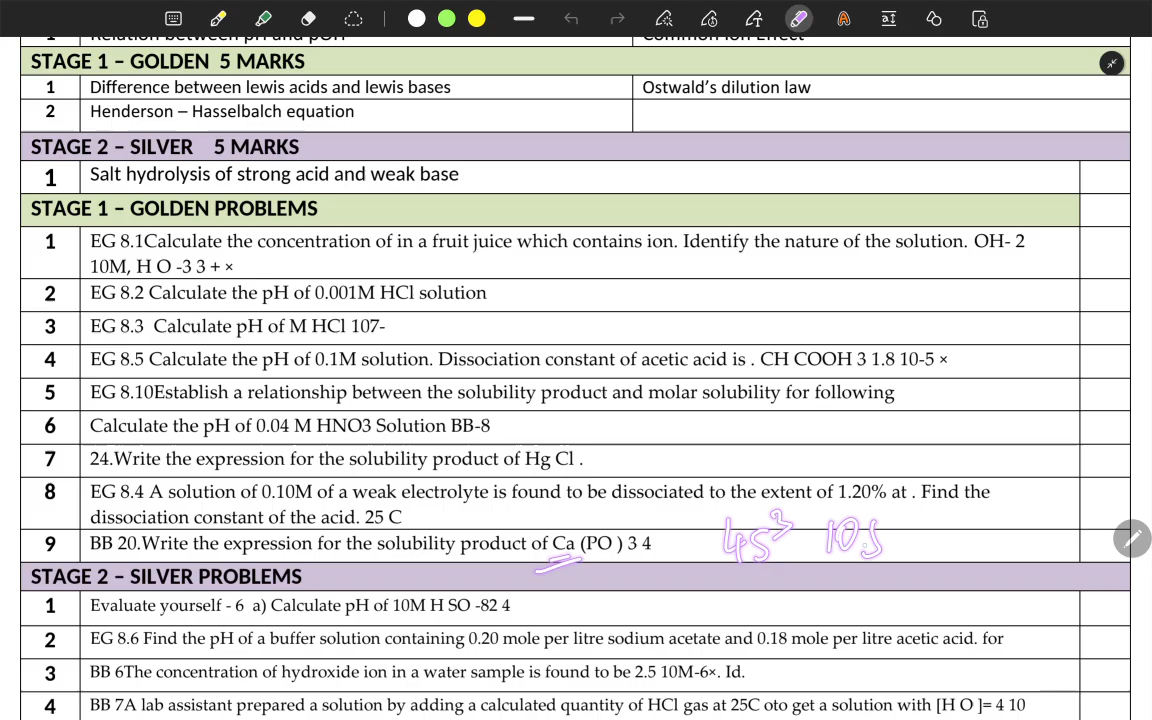 1 Relation between pH and pOH Common Ion Effect
STAGE 1 – GOLDEN 5 MARKS
1 Difference between lewis acids and lewis bases Ostwald’s dilution law
2 Henderson – Hasselbalch equation
STAGE 2 – SILVER 5 MARKS
1 Salt hydrolysis of strong acid and weak base
STAGE 1 – GOLDEN PROBLEMS
1 EG 8.1Calculate the concentration of in a fruit juice which contains ion. Identify the nature of the solution. OH- 2
10M, H O -3 3 + ×
2 EG 8.2 Calculate the pH of 0.001M HCl solution
3 EG 8.3 Calculate pH of M HCl 107-
4 EG 8.5 Calculate the pH of 0.1M solution. Dissociation constant of acetic acid is . CH COOH 3 1.8 10-5 ×
5 EG 8.10Establish a relationship between the solubility product and molar solubility for following
6 Calculate the pH of 0.04 M HNO3 Solution BB-8
7 24.Write the expression for the solubility product of Hg Cl .
8 EG 8.4 A solution of 0.10M of a weak electrolyte is found to be dissociated to the extent of 1.20% at . Find the
dissociation constant of the acid. 25 C
9 BB 20.Write the expression for the solubility product of Ca (PO ) 3 4 4s³ 10s
STAGE 2 – SILVER PROBLEMS
1 Evaluate yourself - 6 a) Calculate pH of 10M H SO -82 4
2 EG 8.6 Find the pH of a buffer solution containing 0.20 mole per litre sodium acetate and 0.18 mole per litre acetic acid. for
3 BB 6The concentration of hydroxide ion in a water sample is found to be 2.5 10M-6×. Id.
4 BB 7A lab assistant prepared a solution by adding a calculated quantity of HCl gas at 25C oto get a solution with [H O ]= 4 10